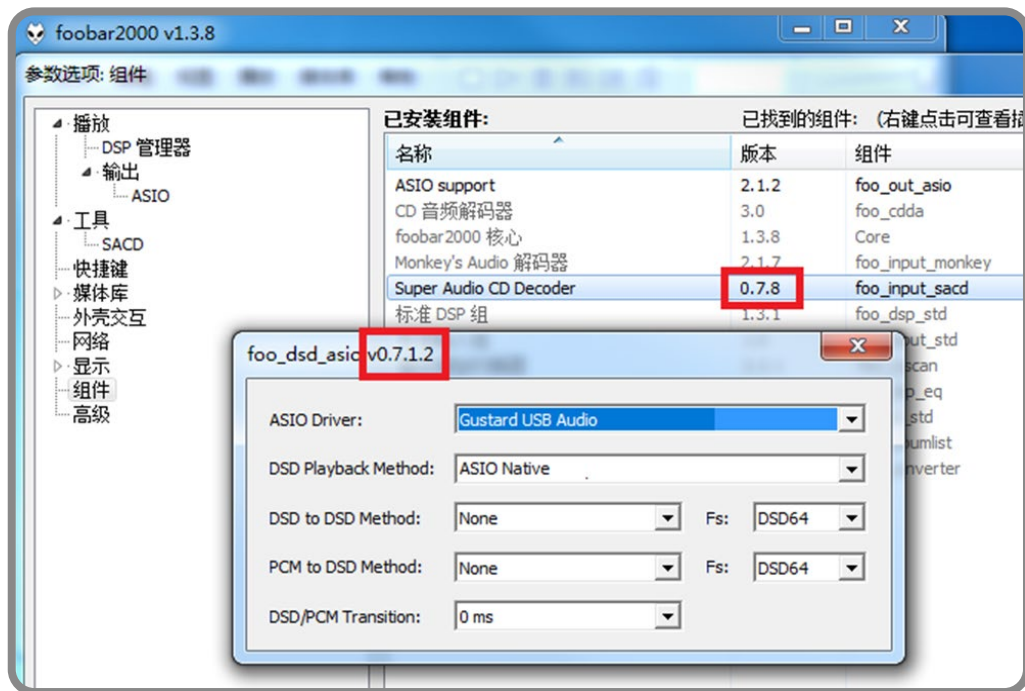 foobar2000 v1.3.8
参数选项: 组件
播放
DSP 管理器
输出
ASIO
工具
SACD
快捷键
媒体库
外壳交互
网络
显示
组件
高级
已安装组件: 已找到的组件: (右键点击可查看
名称 版本 组件
ASIO support 2.1.2 foo_out_asio
CD 音频解码器 3.0 foo_cdda
foobar2000 核心 1.3.8 Core
Monkey's Audio 解码器 2.1.7 foo_input_monkey
Super Audio CD Decoder 0.7.8 foo_input_sacd
标准 DSP 组 1.3.1 foo_dsp_std
ut_std
scan
p_eq
std
umlist
nverter
foo_dsd_asio v0.7.1.2
ASIO Driver: Gustard USB Audio
DSD Playback Method: ASIO Native
DSD to DSD Method: None Fs: DSD64
PCM to DSD Method: None Fs: DSD64
DSD/PCM Transition: 0 ms